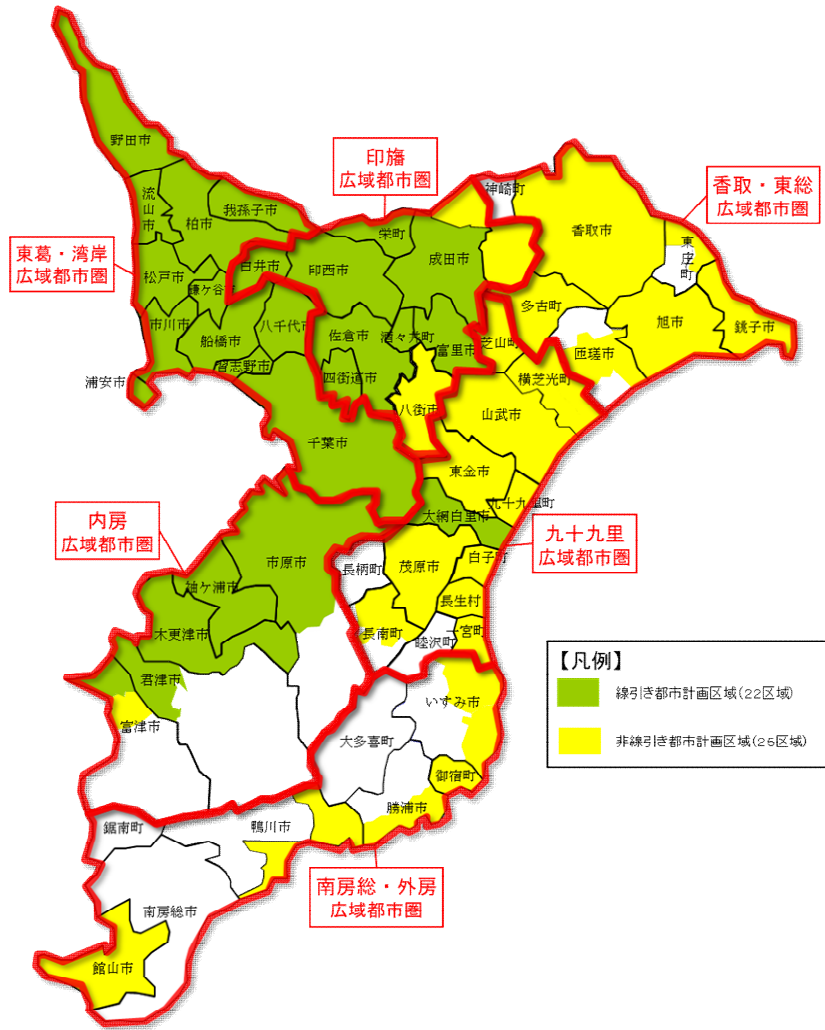 野田市
印旛
広域都市圏
神崎町
香取・東総
広域都市圏
流山市
柏市
我孫子市
栄町
成田市
香取市
東庄町
東葛・湾岸
広域都市圏
松戸市
鎌ケ谷市
白井市
印西市
多古町
旭市
銚子市
市川市
船橋市
八千代市
佐倉市
酒々井町
富里市
芝山町
匝瑳市
浦安市
習志野市
四街道市
横芝光町
八街市
山武市
千葉市
東金市
九十九里町
大網白里市
内房
広域都市圏
九十九里
広域都市圏
市原市
長柄町
茂原市
白子町
袖ケ浦市
長生村
木更津市
長南町
睦沢町
一宮町
君津市
富津市
いすみ市
大多喜町
御宿町
勝浦市
【凡例】
線引き都市計画区域(22区域)
非線引き都市計画区域(26区域)
鋸南町
鴨川市
南房総・外房
広域都市圏
南房総市
館山市